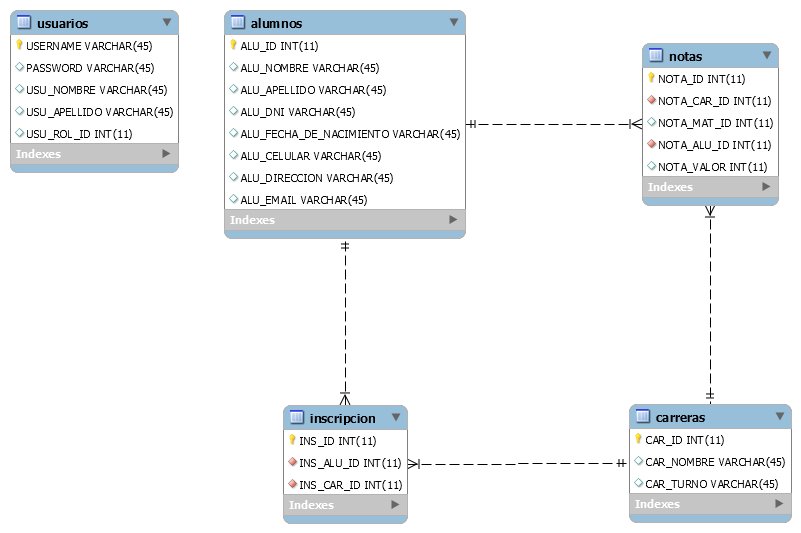 usuarios
USERNAME VARCHAR(45)
PASSWORD VARCHAR(45)
USU_NOMBRE VARCHAR(45)
USU_APELLIDO VARCHAR(45)
USU_ROL_ID INT(11)
Indexes
alumnos
ALU_ID INT(11)
ALU_NOMBRE VARCHAR(45)
ALU_APELLIDO VARCHAR(45)
ALU_DNI VARCHAR(45)
ALU_FECHA_DE_NACIMIENTO VARCHAR(45)
ALU_CELULAR VARCHAR(45)
ALU_DIRECCION VARCHAR(45)
ALU_EMAIL VARCHAR(45)
Indexes
notas
NOTA_ID INT(11)
NOTA_CAR_ID INT(11)
NOTA_MAT_ID INT(11)
NOTA_ALU_ID INT(11)
NOTA_VALOR INT(11)
Indexes
inscripcion
INS_ID INT(11)
INS_ALU_ID INT(11)
INS_CAR_ID INT(11)
Indexes
carreras
CAR_ID INT(11)
CAR_NOMBRE VARCHAR(45)
CAR_TURNO VARCHAR(45)
Indexes